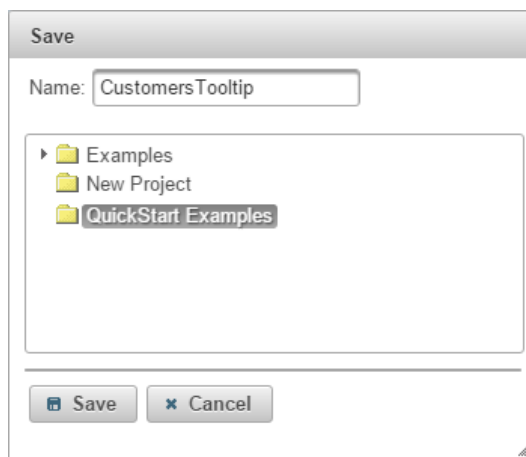 Save
Name: CustomersTooltip
Examples
New Project
QuickStart Examples
Save Cancel